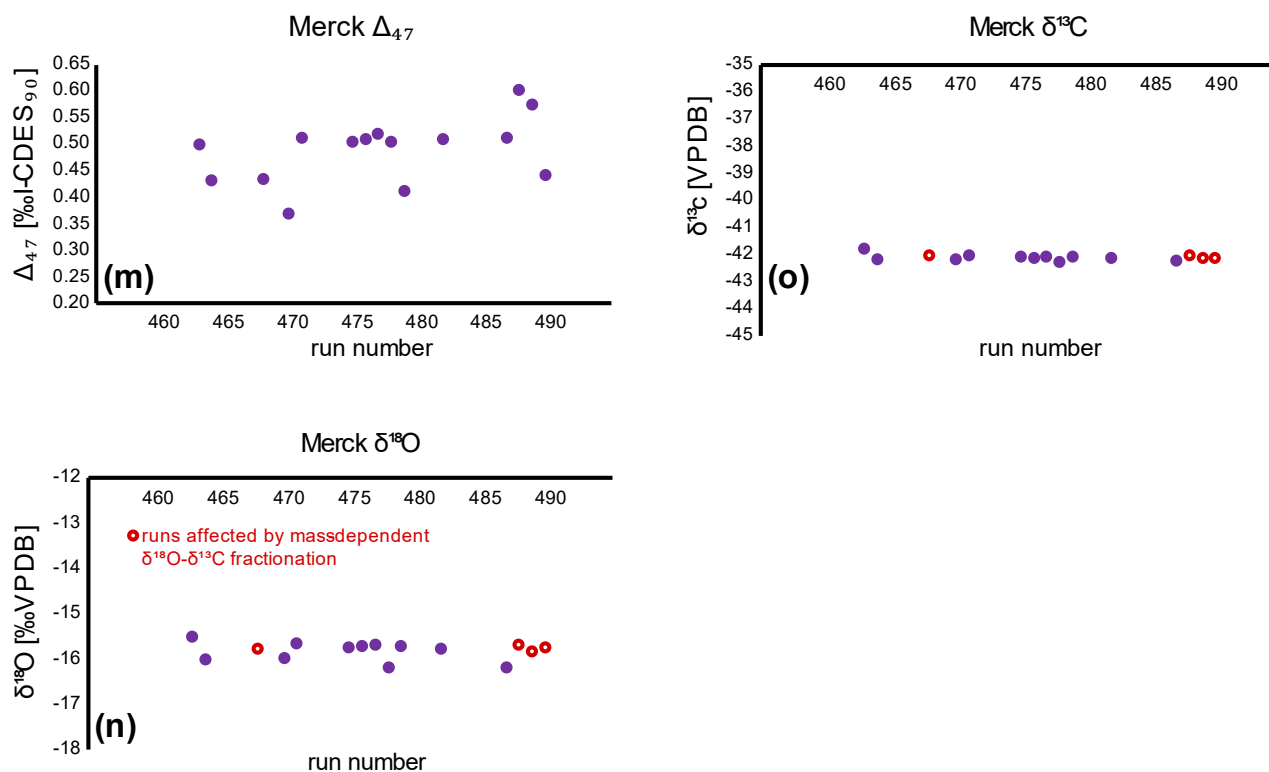 Merck Δ₄₇
0.65
0.60
0.55
0.50
0.45
0.40
0.35
0.30
0.25
0.20
Δ₄₇ [‰I-CDES₉₀]
(m)
460 465 470 475 480 485 490
run number
Merck δ¹³C
-35
-36
-37
-38
-39
-40
-41
-42
-43
-44
-45
δ¹³c [VPDB]
460 465 470 475 480 485 490
(o)
run number
Merck δ¹⁸O
-12
-13
-14
-15
-16
-17
-18
δ¹⁸O [‰VPDB]
460 465 470 475 480 485 490
runs affected by massdependent
δ¹⁸O-δ¹³C fractionation
(n)
run number